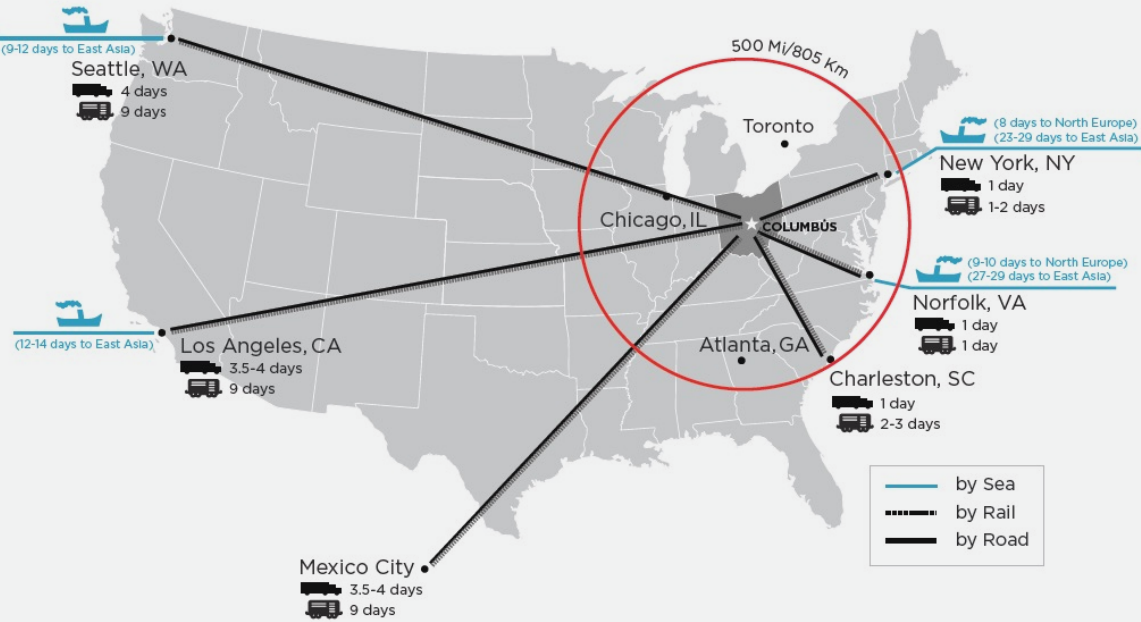 (9-12 days to East Asia)
Seattle, WA
4 days
9 days
500 Mi/805 Km
Toronto
(8 days to North Europe)
(23-29 days to East Asia)
New York, NY
1 day
1-2 days
Chicago, IL
COLUMBUS
(9-10 days to North Europe)
(27-29 days to East Asia)
Norfolk, VA
1 day
1 day
(12-14 days to East Asia)
Los Angeles, CA
3.5-4 days
9 days
Atlanta, GA
Charleston, SC
1 day
2-3 days
by Sea
by Rail
by Road
Mexico City
3.5-4 days
9 days